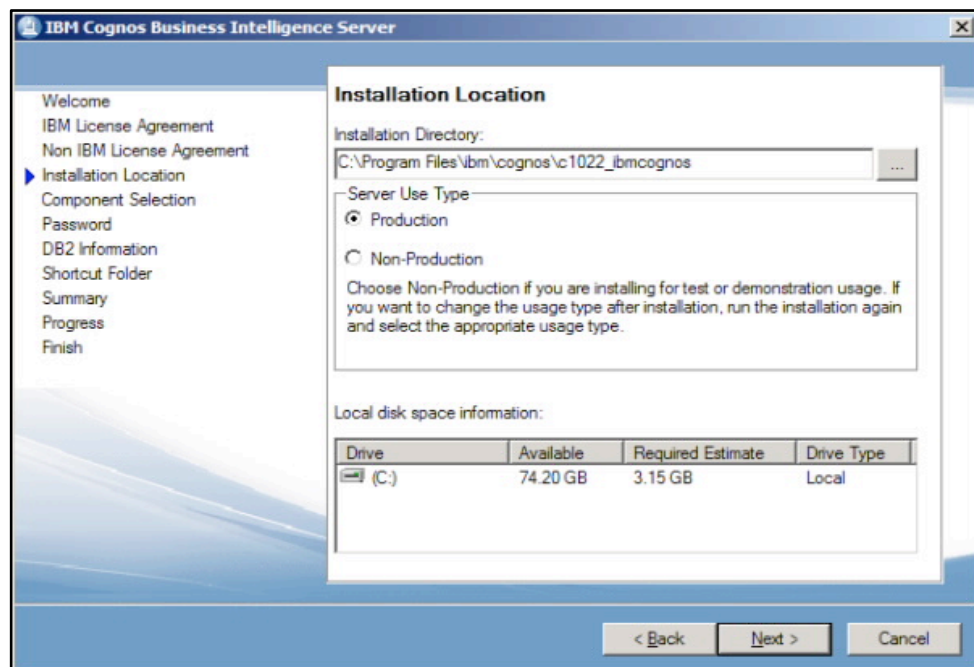 IBM Cognos Business Intelligence Server
Welcome
IBM License Agreement
Non IBM License Agreement
Installation Location
Component Selection
Password
DB2 Information
Shortcut Folder
Summary
Progress
Finish
Installation Location
Installation Directory:
C:\Program Files\ibm\cognos\c1022_ibmcognos
...
Server Use Type
Production
Non-Production
Choose Non-Production if you are installing for test or demonstration usage. If
you want to change the usage type after installation, run the installation again
and select the appropriate usage type.
Local disk space information:
Drive Available Required Estimate Drive Type
(C:) 74.20 GB 3.15 GB Local
< Back Next > Cancel